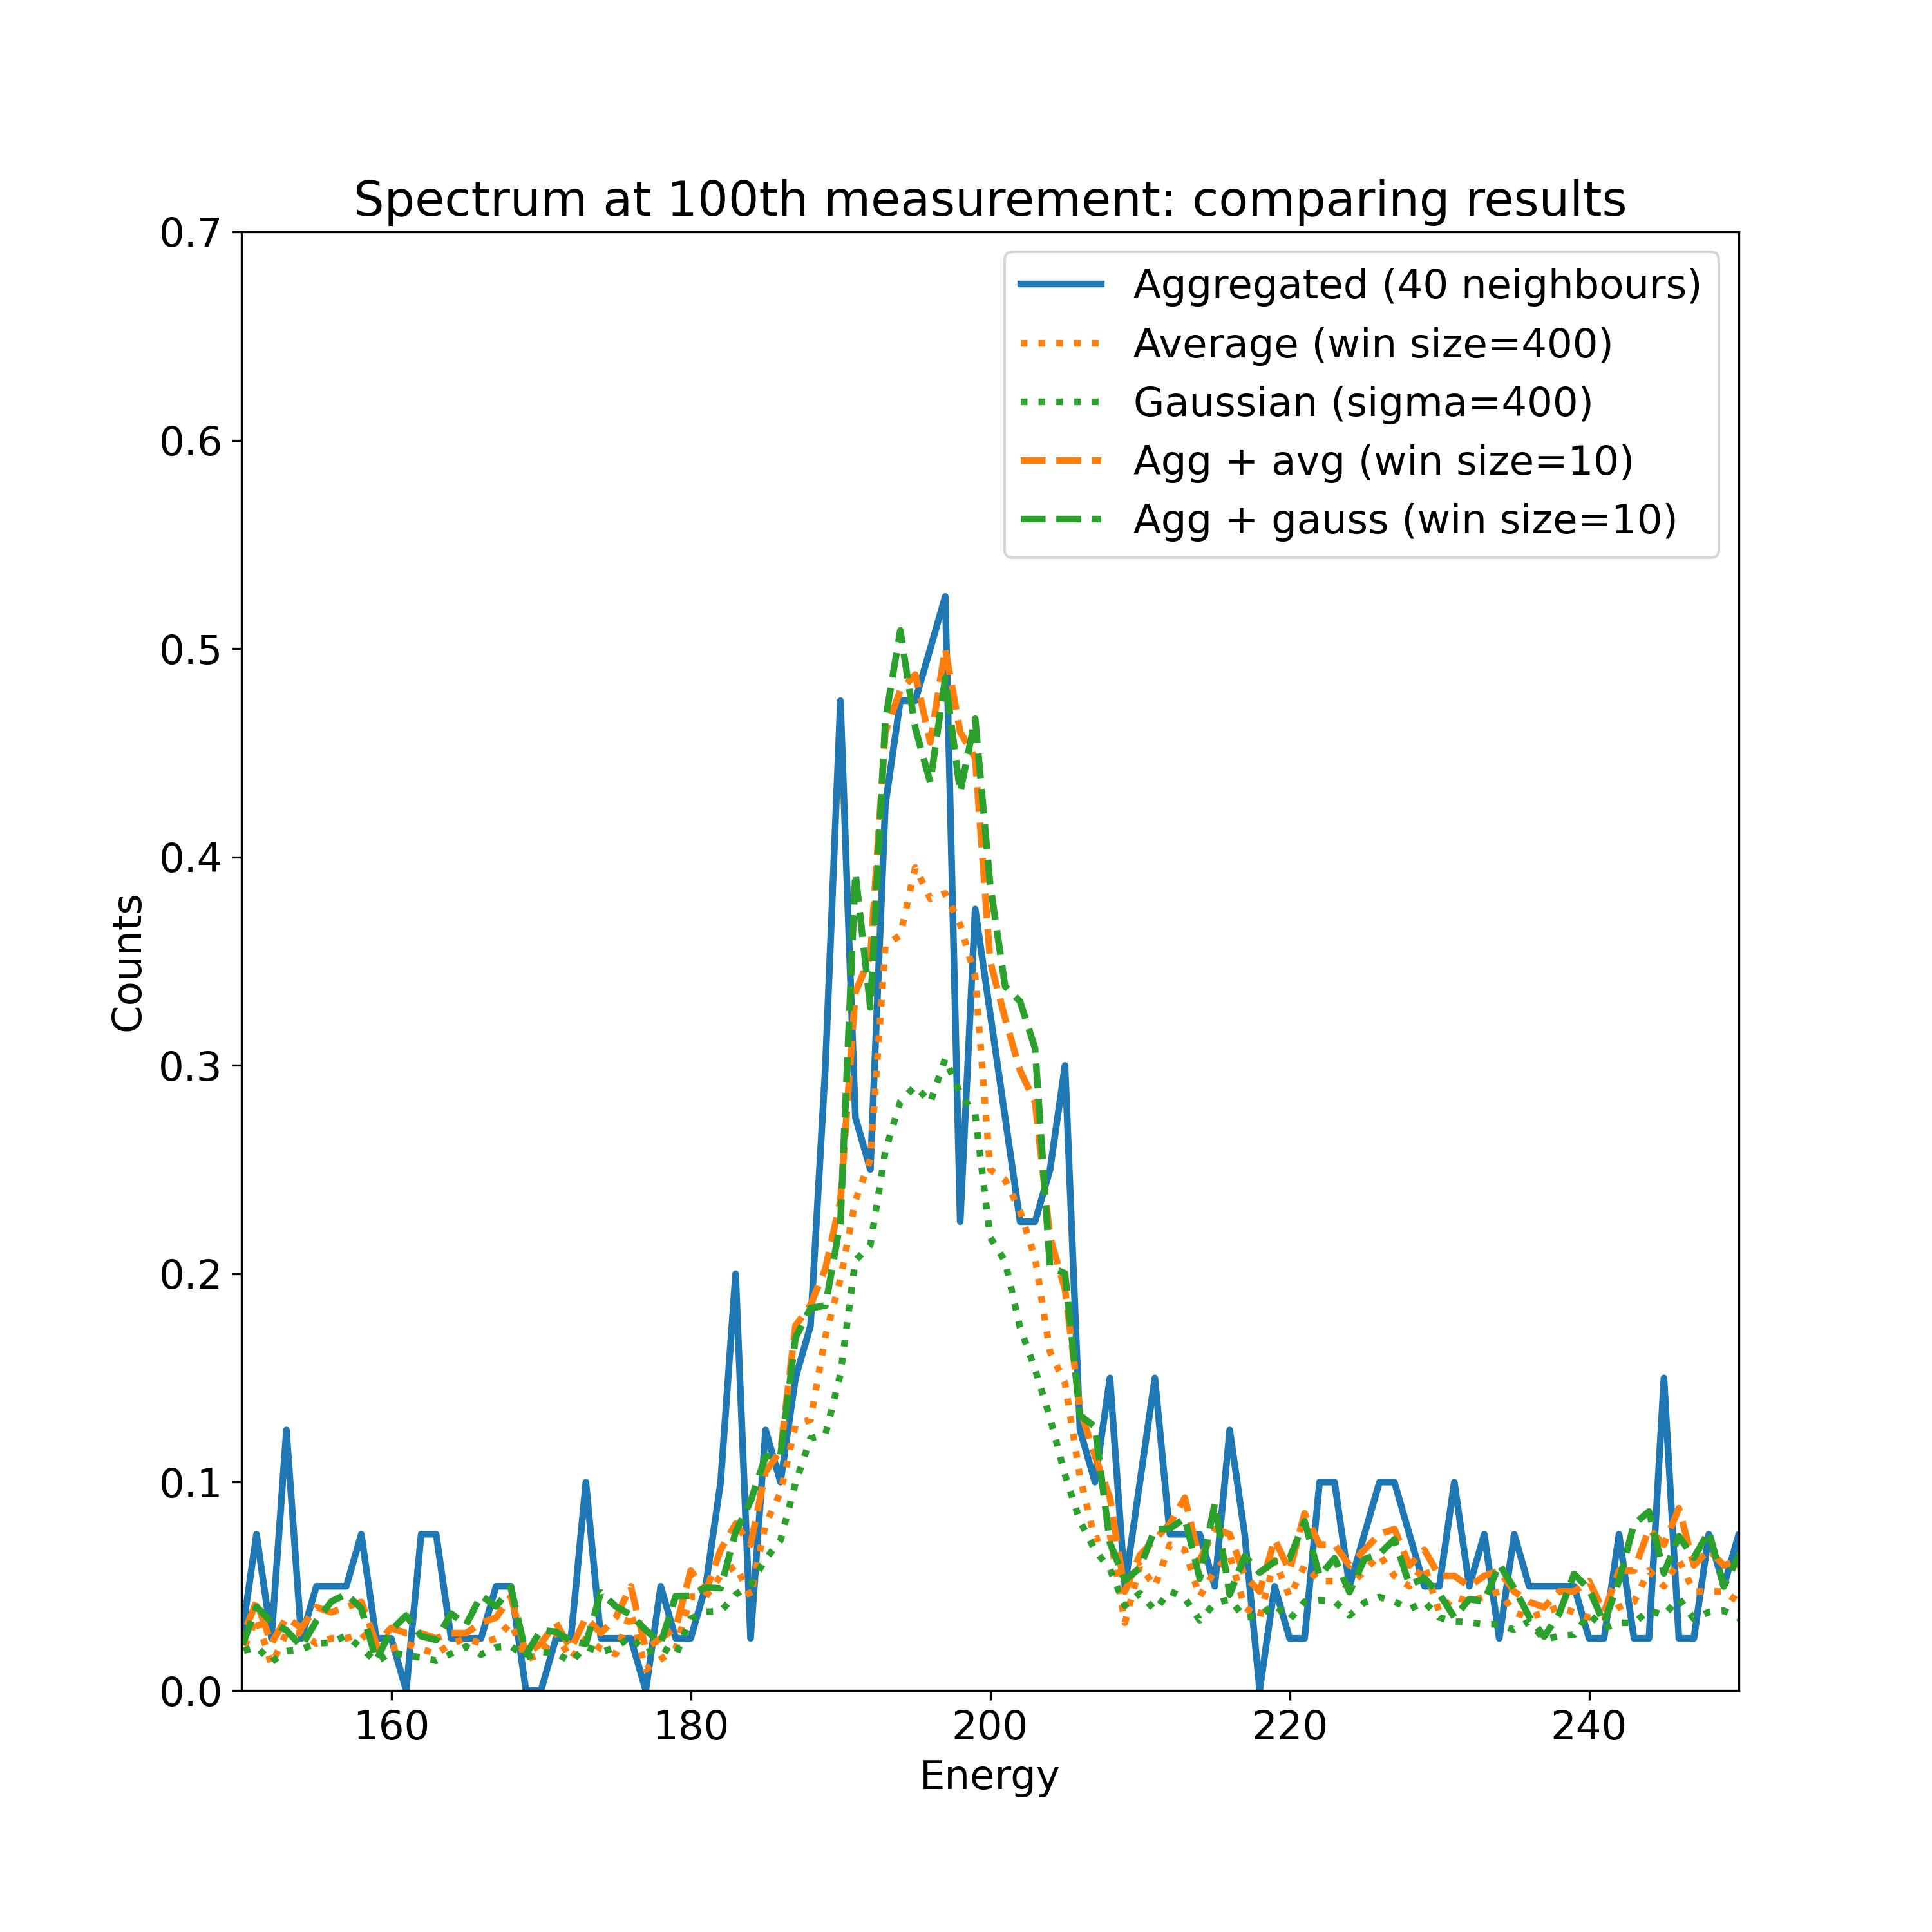 Spectrum at 100th measurement: comparing results
0.7
0.6
0.5
0.4
0.3
0.2
0.1
0.0
Counts
Aggregated (40 neighbours)
Average (win size=400)
Gaussian (sigma=400)
Agg + avg (win size=10)
Agg + gauss (win size=10)
160 180 200 220 240
Energy